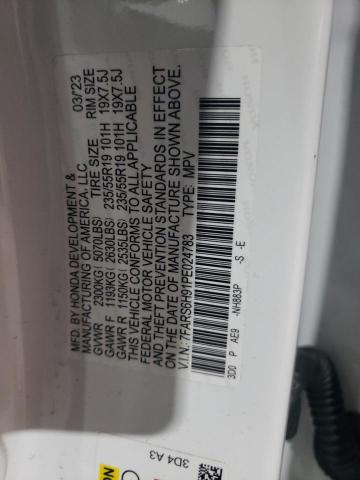 MFD. BY HONDA DEVELOPMENT & 03/'23
MANUFACTURING OF AMERICA, LLC
TIRE SIZE RIM SIZE
GVWR 2300KG( 5070LBS)
GAWR F 1193KG( 2630LBS) 235/55R19 101H 19X7.5J
GAWR R 1150KG( 2535LBS) 235/55R19 101H 19X7.5J
THIS VEHICLE CONFORMS TO ALL APPLICABLE
FEDERAL MOTOR VEHICLE SAFETY
AND THEFT PREVENTION STANDARDS IN EFFECT
ON THE DATE OF MANUFACTURE SHOWN ABOVE.
V.I.N: 7FARS6H91PE024783 TYPE: MPV
3D0 P AE9 -NH883P -S -E
3D4 A3
ON